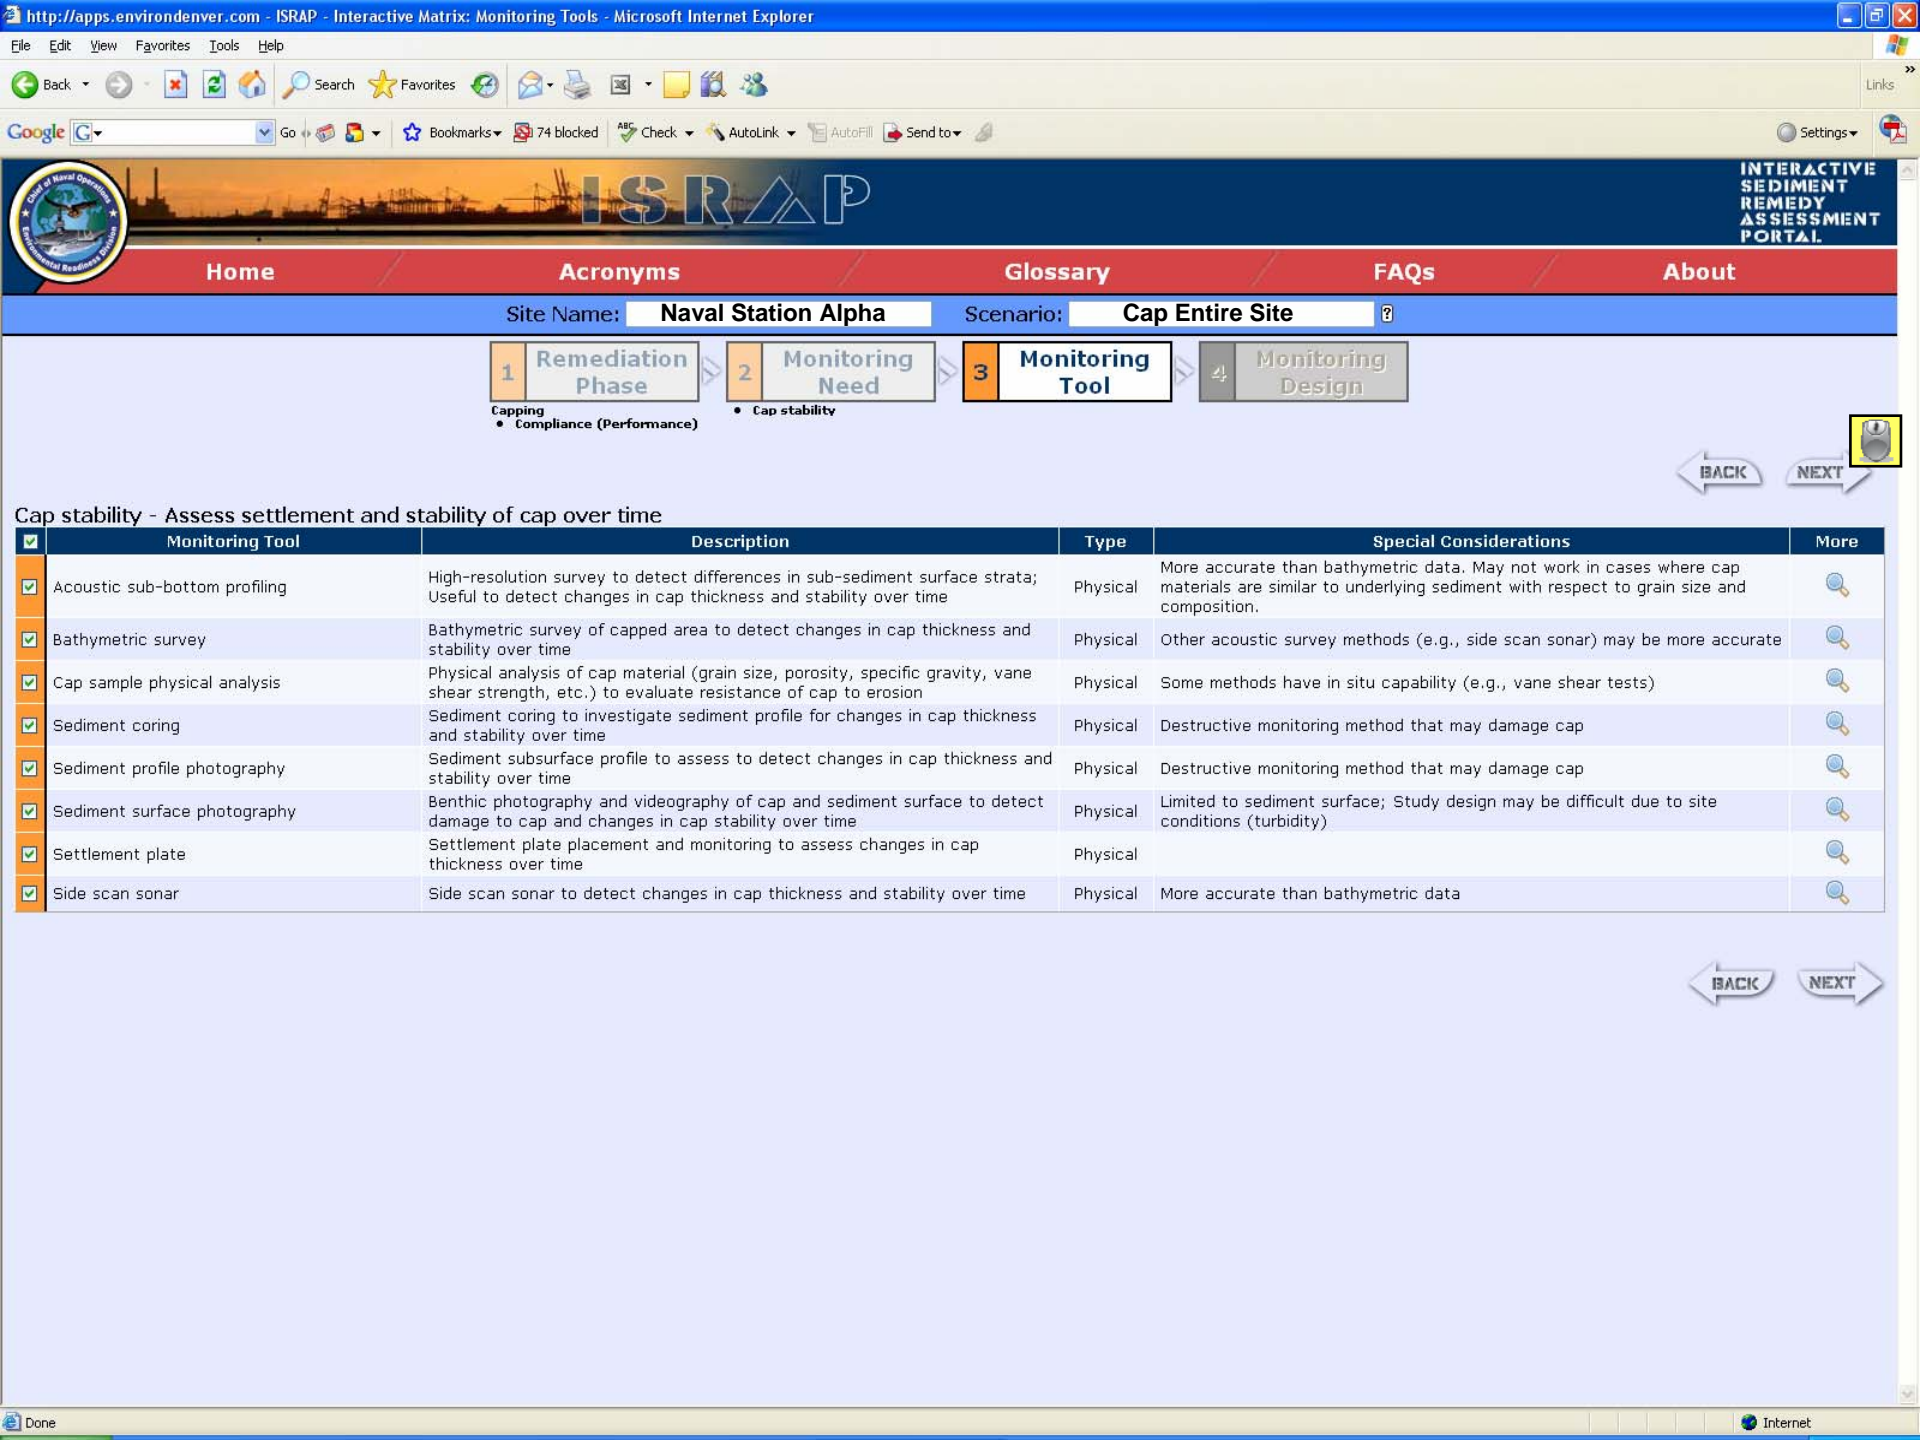 http://apps.environdenver.com - ISRAP - Interactive Matrix: Monitoring Tools - Microsoft Internet Explorer
File Edit View Favorites Tools Help
Back Search Favorites Links
Google G Go Bookmarks 74 blocked ABC Check AutoLink AutoFill Send to Settings
ISRAP
INTERACTIVE
SEDIMENT
REMEDY
ASSESSMENT
PORTAL
Chief of Naval Operations
Environmental Readiness Division
Home Acronyms Glossary FAQs About
Site Name: Naval Station Alpha Scenario: Cap Entire Site ?
1 Remediation Phase 2 Monitoring Need 3 Monitoring Tool 4 Monitoring Design
Capping
• Compliance (Performance)
• Cap stability
BACK NEXT
Cap stability - Assess settlement and stability of cap over time
Monitoring Tool Description Type Special Considerations More
Acoustic sub-bottom profiling
High-resolution survey to detect differences in sub-sediment surface strata;
Useful to detect changes in cap thickness and stability over time
Physical
More accurate than bathymetric data. May not work in cases where cap
materials are similar to underlying sediment with respect to grain size and
composition.
Bathymetric survey
Bathymetric survey of capped area to detect changes in cap thickness and
stability over time
Physical
Other acoustic survey methods (e.g., side scan sonar) may be more accurate
Cap sample physical analysis
Physical analysis of cap material (grain size, porosity, specific gravity, vane
shear strength, etc.) to evaluate resistance of cap to erosion
Physical
Some methods have in situ capability (e.g., vane shear tests)
Sediment coring
Sediment coring to investigate sediment profile for changes in cap thickness
and stability over time
Physical
Destructive monitoring method that may damage cap
Sediment profile photography
Sediment subsurface profile to assess to detect changes in cap thickness and
stability over time
Physical
Destructive monitoring method that may damage cap
Sediment surface photography
Benthic photography and videography of cap and sediment surface to detect
damage to cap and changes in cap stability over time
Physical
Limited to sediment surface; Study design may be difficult due to site
conditions (turbidity)
Settlement plate
Settlement plate placement and monitoring to assess changes in cap
thickness over time
Physical
Side scan sonar
Side scan sonar to detect changes in cap thickness and stability over time
Physical
More accurate than bathymetric data
BACK NEXT
Done Internet